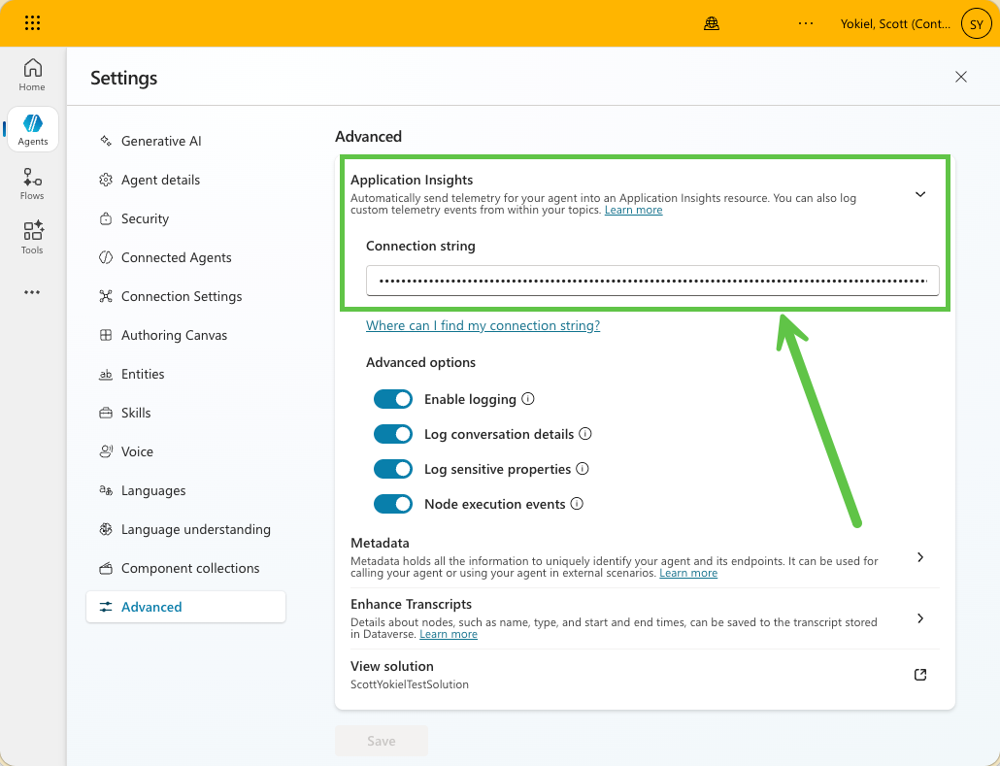 Yokiel, Scott (Cont...
SY
Home
Agents
Flows
Tools
Settings
Generative AI
Agent details
Security
Connected Agents
Connection Settings
Authoring Canvas
Entities
Skills
Voice
Languages
Language understanding
Component collections
Advanced
Advanced
Application Insights
Automatically send telemetry for your agent into an Application Insights resource. You can also log
custom telemetry events from within your topics. Learn more
Connection string
Where can I find my connection string?
Advanced options
Enable logging
Log conversation details
Log sensitive properties
Node execution events
Metadata
Metadata holds all the information to uniquely identify your agent and its endpoints. It can be used for
calling your agent or using your agent in external scenarios. Learn more
Enhance Transcripts
Details about nodes, such as name, type, and start and end times, can be saved to the transcript stored
in Dataverse. Learn more
View solution
ScottYokielTestSolution
Save